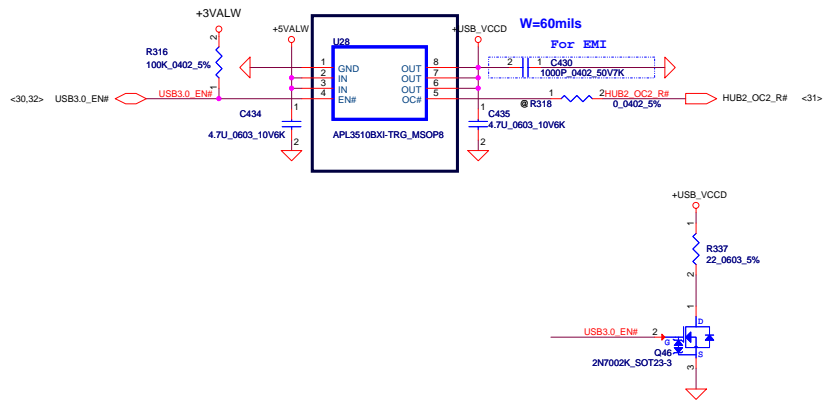 +3VALW
+5VALW
+USB_VCCD
W=60mils
For EMI
2
R316
100K_0402_5%
1
U28
1
GND
2
IN
3
IN
4
EN#
OUT
8
OUT
7
OUT
6
OC#
5
2
C430
1
1000P_0402_50V7K
<30,32>
USB3.0_EN#
USB3.0_EN#
@R318
1
2
HUB2_OC2_R#
0_0402_5%
HUB2_OC2_R#
<31>
1
C434
4.7U_0603_10V6K
2
APL3510BXI-TRG_MSOP8
1
C435
4.7U_0603_10V6K
2
+USB_VCCD
1
R337
22_0603_5%
2
1
D
USB3.0_EN#
2
G
S
Q46
2N7002K_SOT23-3
3